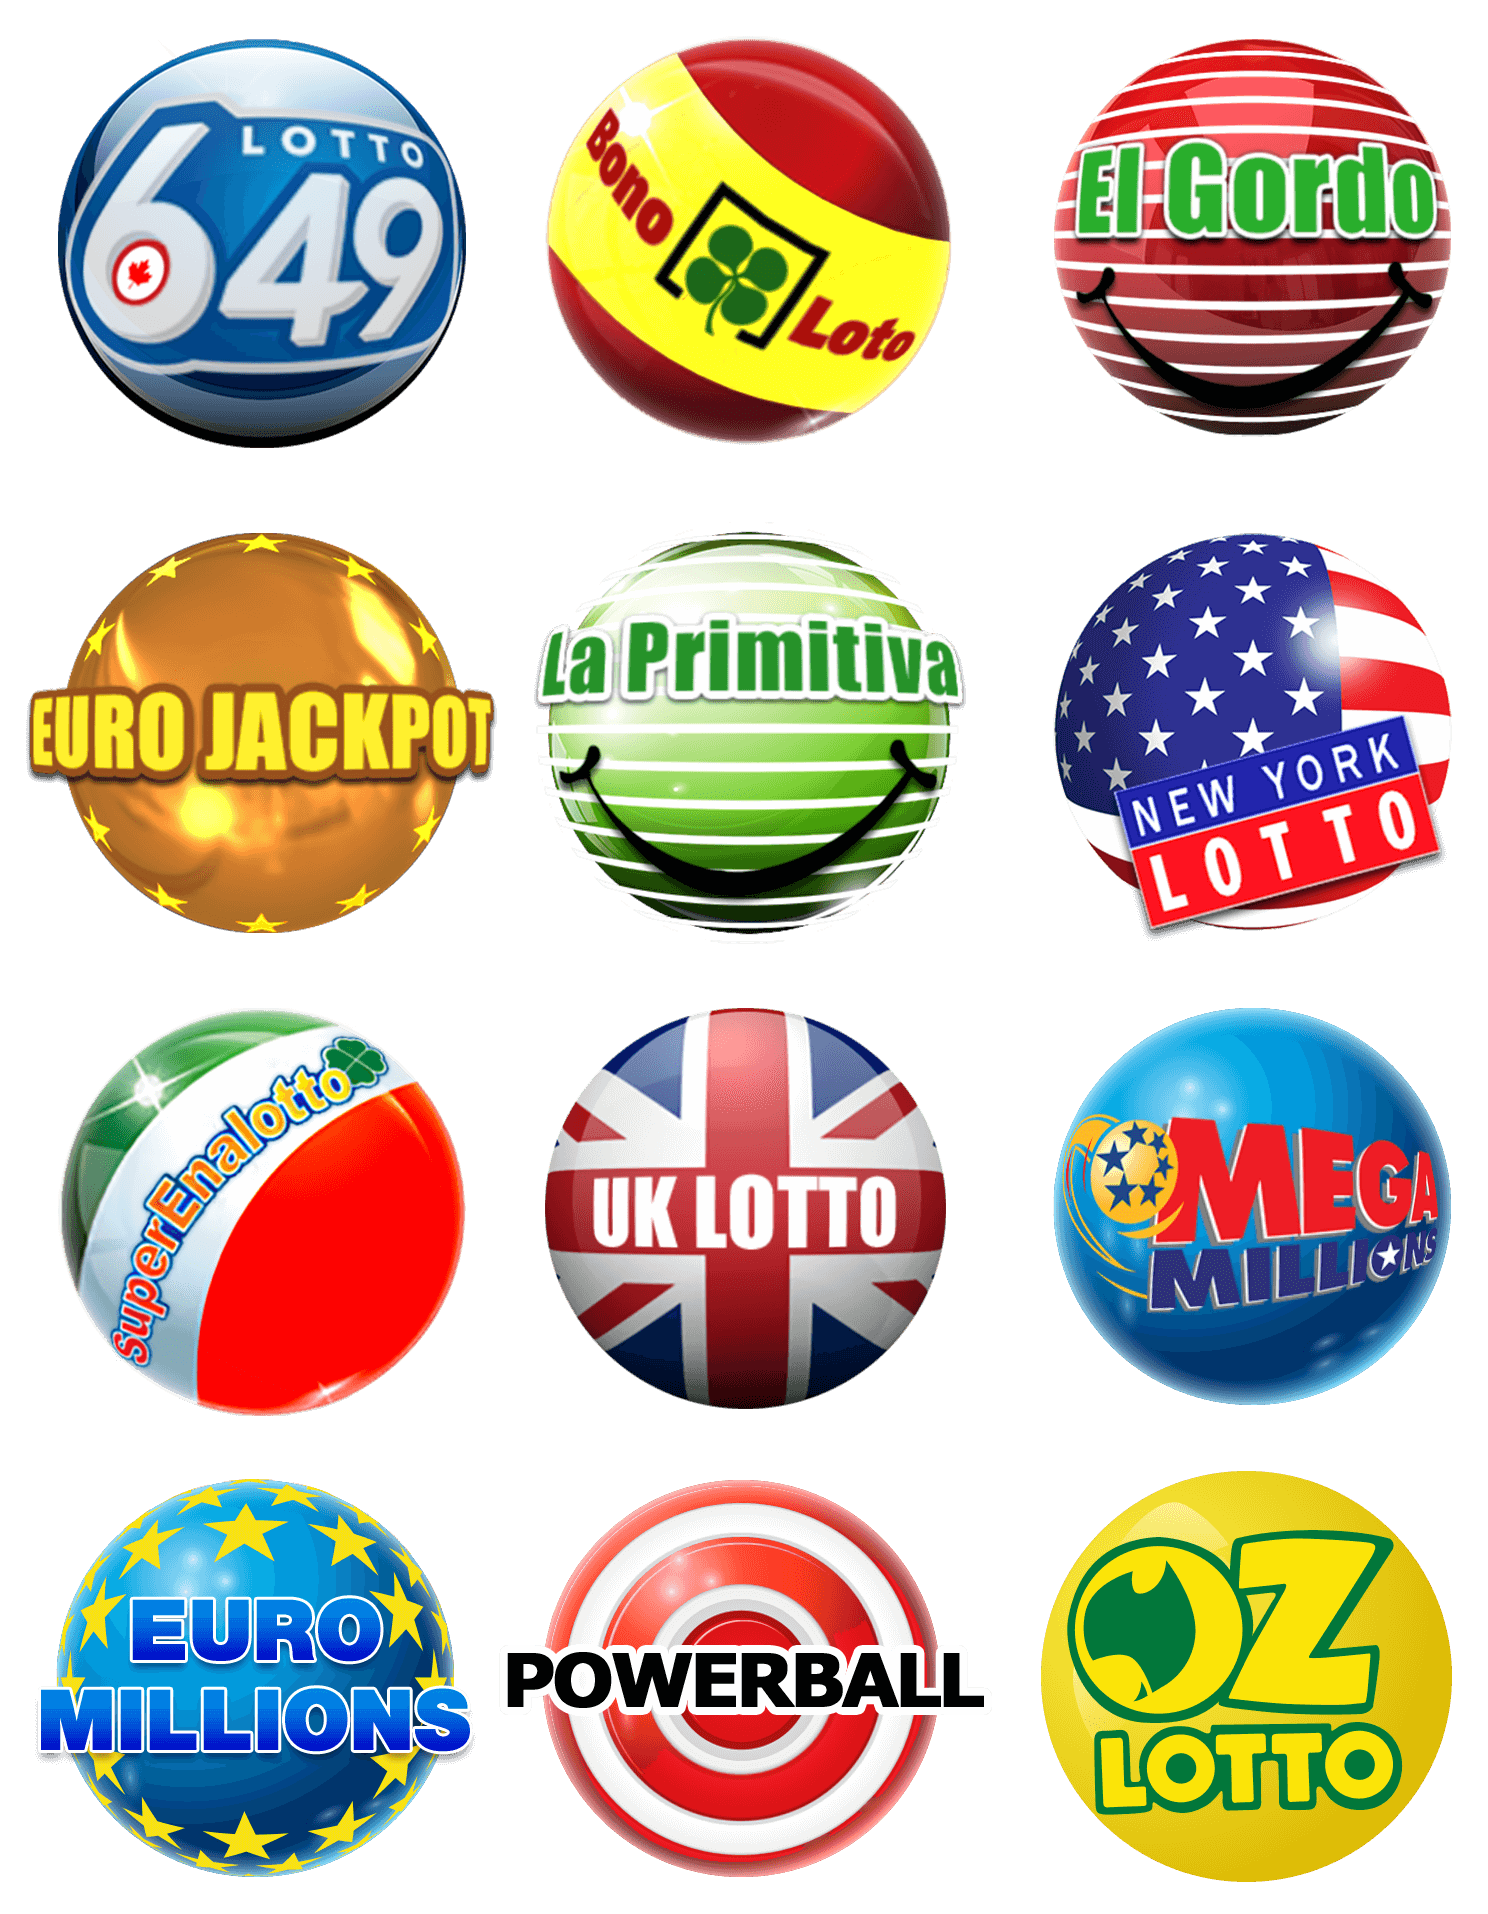 LOTTO
649
Bono
Loto
El Gordo
EURO JACKPOT
La Primitiva
NEW YORK
LOTTO
SuperEnalotto
UK LOTTO
MEGA
MILLIONS
EURO
MILLIONS
POWERBALL
OZ
LOTTO